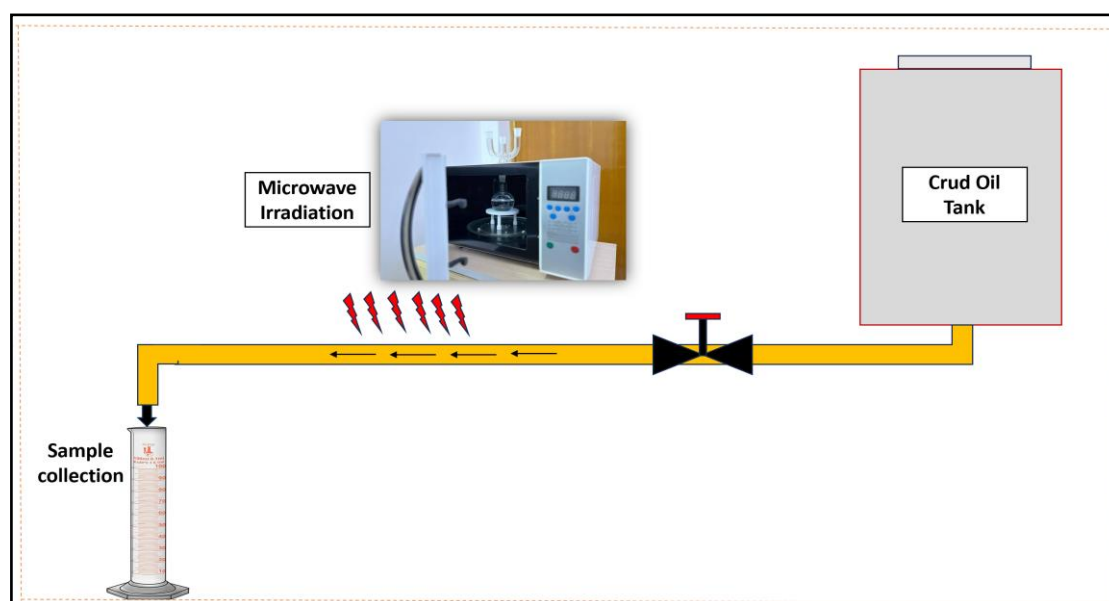 Microwave
Irradiation
Crud Oil
Tank
Sample
collection